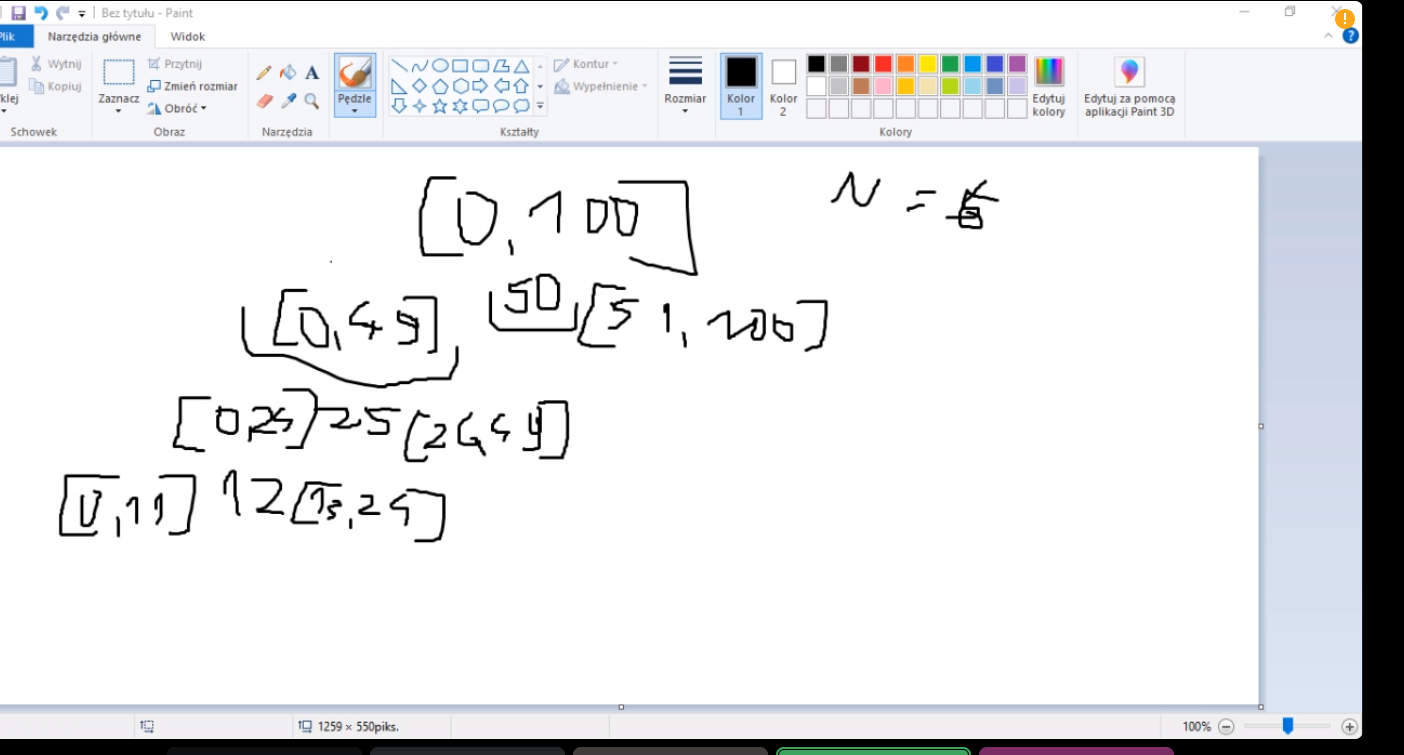 Bez tytułu - Paint
Plik Narzędzia główne Widok
Wytnij
Kopiuj
klej
Schowek
Zaznacz
Przytnij
Zmień rozmiar
Obróć
Obraz
A
Narzędzia
Pędzle
Kontur
Wypełnienie
Kształty
Rozmiar
Kolor 1
Kolor 2
Edytuj kolory
Kolory
Edytuj za pomocą aplikacji Paint 3D
[0,100] N =
[0,49] 50 [51,100]
[0,24] 25 [26,49]
[0,11] 12 [13,24]
1259 × 550piks.
100%